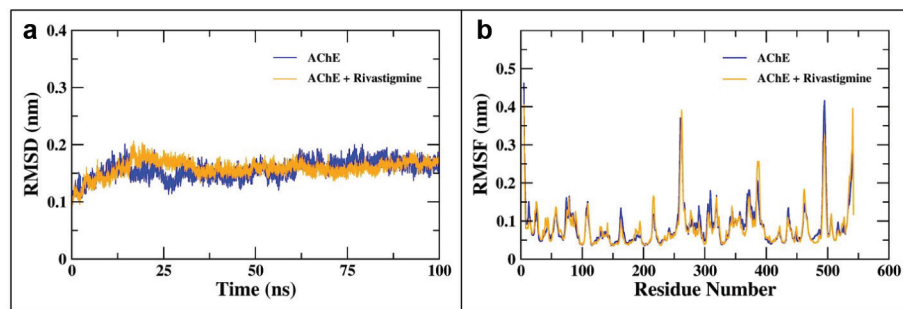 a
AChE
AChE + Rivastigmine
RMSD (nm)
0.4
0.3
0.2
0.1
0
0
25
50
75
100
Time (ns)
b
AChE
AChE + Rivastigmine
RMSF (nm)
0.5
0.4
0.3
0.2
0.1
0
0
100
200
300
400
500
600
Residue Number